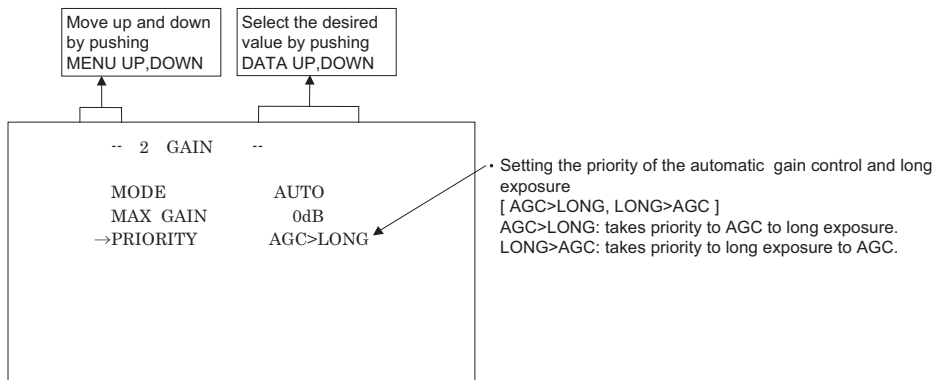 Move up and down
by pushing
MENU UP,DOWN
Select the desired
value by pushing
DATA UP,DOWN
-- 2 GAIN --
MODE AUTO
MAX GAIN 0dB
→PRIORITY AGC>LONG
• Setting the priority of the automatic gain control and long
exposure
[ AGC>LONG, LONG>AGC ]
AGC>LONG: takes priority to AGC to long exposure.
LONG>AGC: takes priority to long exposure to AGC.